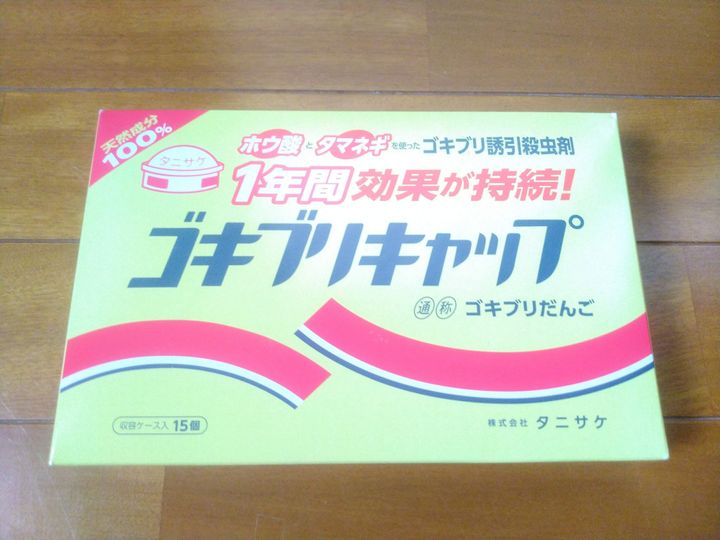 天然成分
100%
タニサケ
ホウ酸とタマネギを使ったゴキブリ誘引殺虫剤
1年間効果が持続!
ゴキブリキャップ
通称 ゴキブリだんご
収容ケース入 15個
株式会社 タニサケ